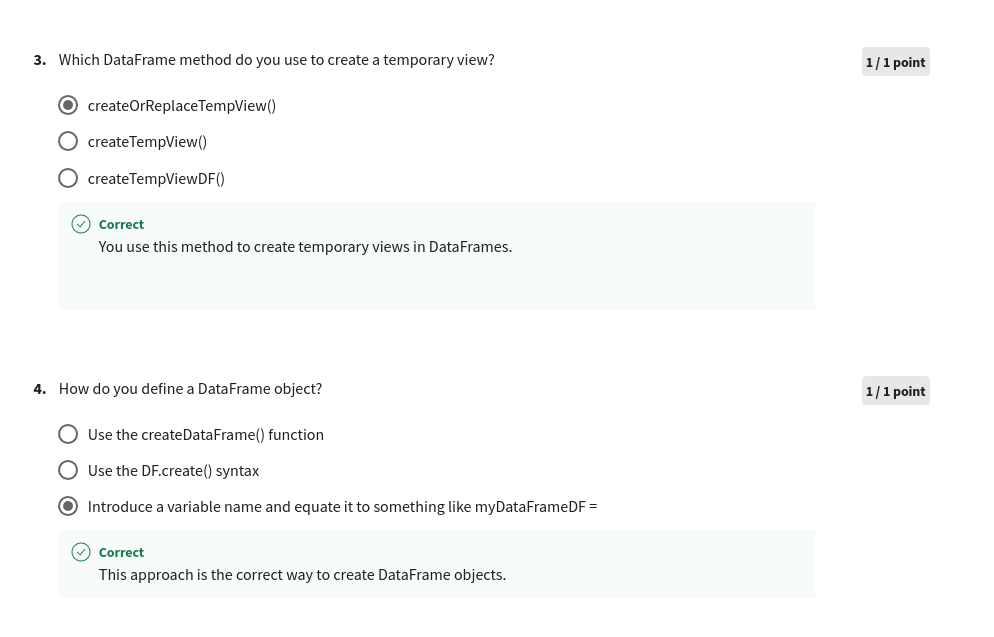 3. Which DataFrame method do you use to create a temporary view?
1 / 1 point
createOrReplaceTempView()
createTempView()
createTempViewDF()
Correct
You use this method to create temporary views in DataFrames.
4. How do you define a DataFrame object?
1 / 1 point
Use the createDataFrame() function
Use the DF.create() syntax
Introduce a variable name and equate it to something like myDataFrameDF =
Correct
This approach is the correct way to create DataFrame objects.